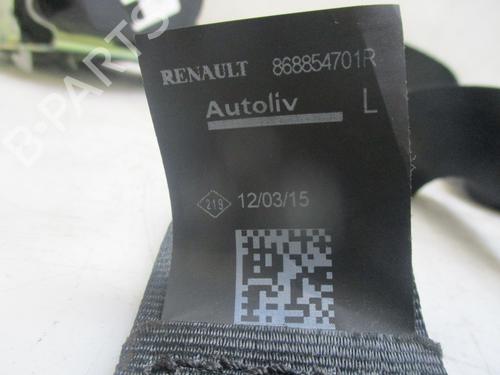 RENAULT 868854701R
Autoliv L
219 12/03/15
B-PARTS